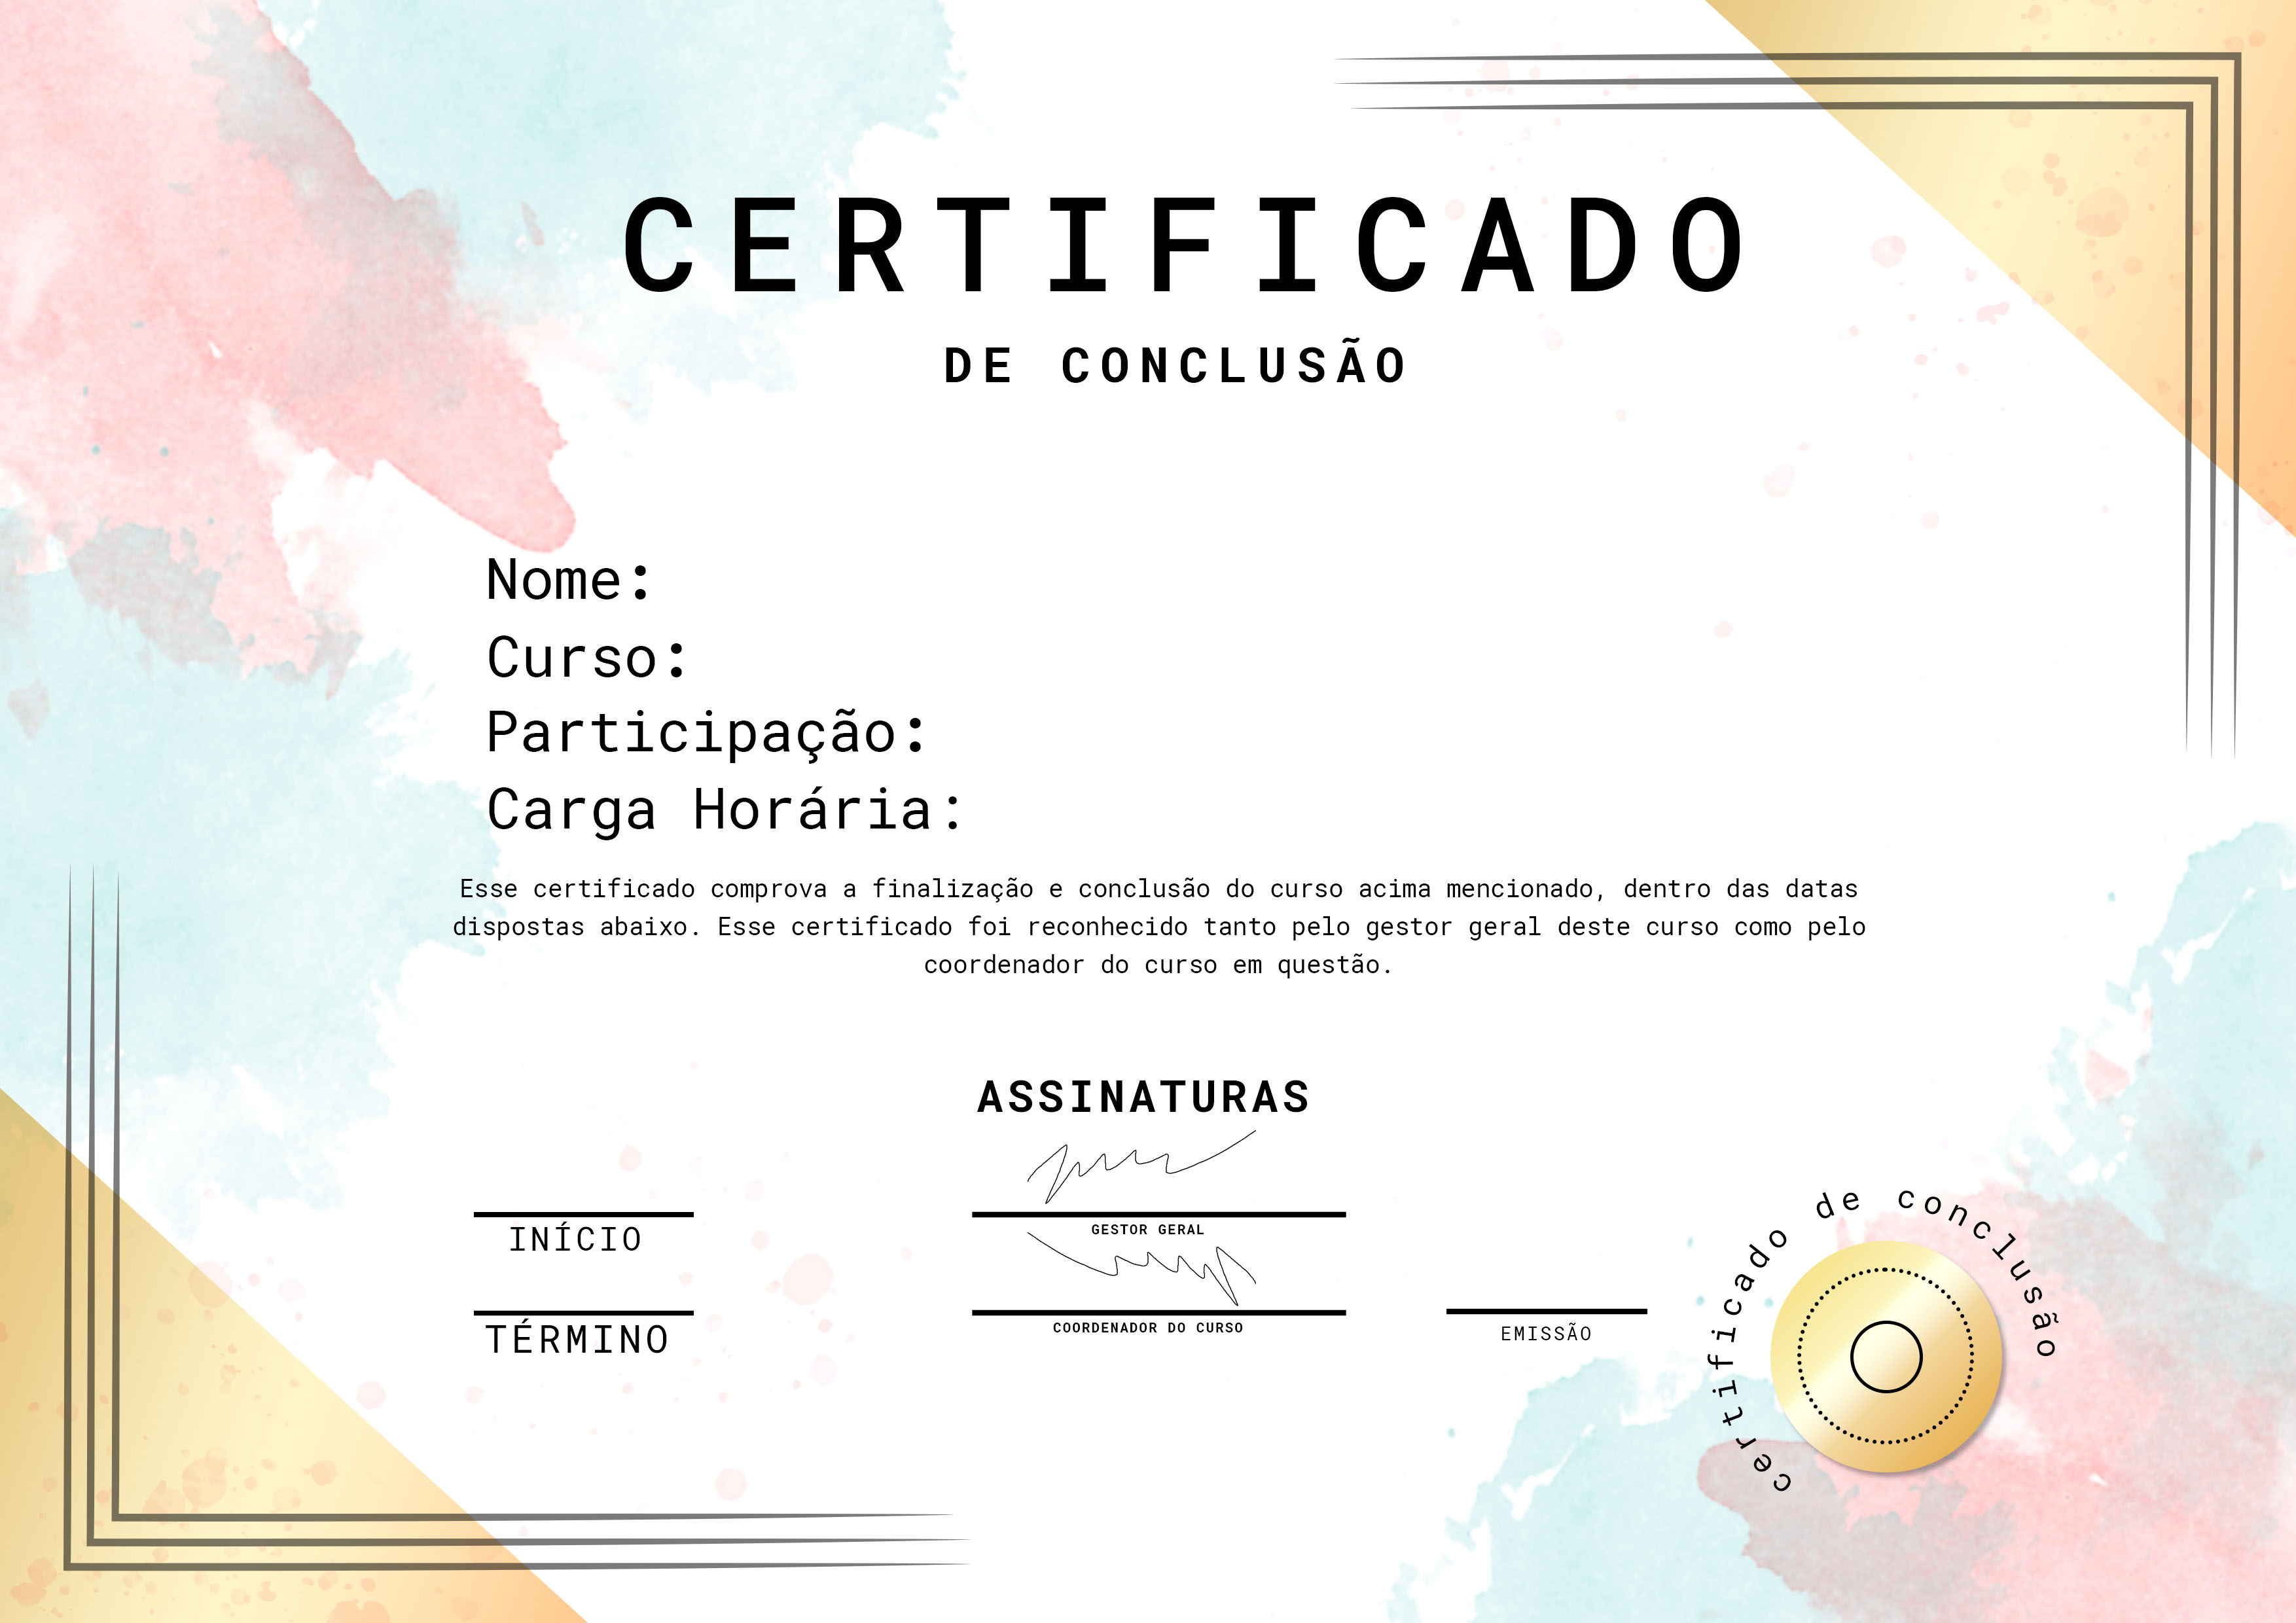 CERTIFICADO
DE CONCLUSÃO
Nome:
Curso:
Participação:
Carga Horária:
Esse certificado comprova a finalização e conclusão do curso acima mencionado, dentro das datas
dispostas abaixo. Esse certificado foi reconhecido tanto pelo gestor geral deste curso como pelo
coordenador do curso em questão.
ASSINATURAS
INÍCIO
GESTOR GERAL
TÉRMINO
COORDENADOR DO CURSO
EMISSÃO
certificado de conclusão